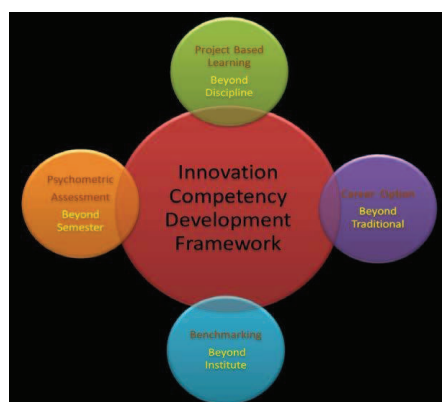 Project Based
Learning
Beyond
Discipline
Psychometric
Assessment
Beyond
Semester
Innovation
Competency
Development
Framework
Career Option
Beyond
Traditional
Benchmarking
Beyond
Institute